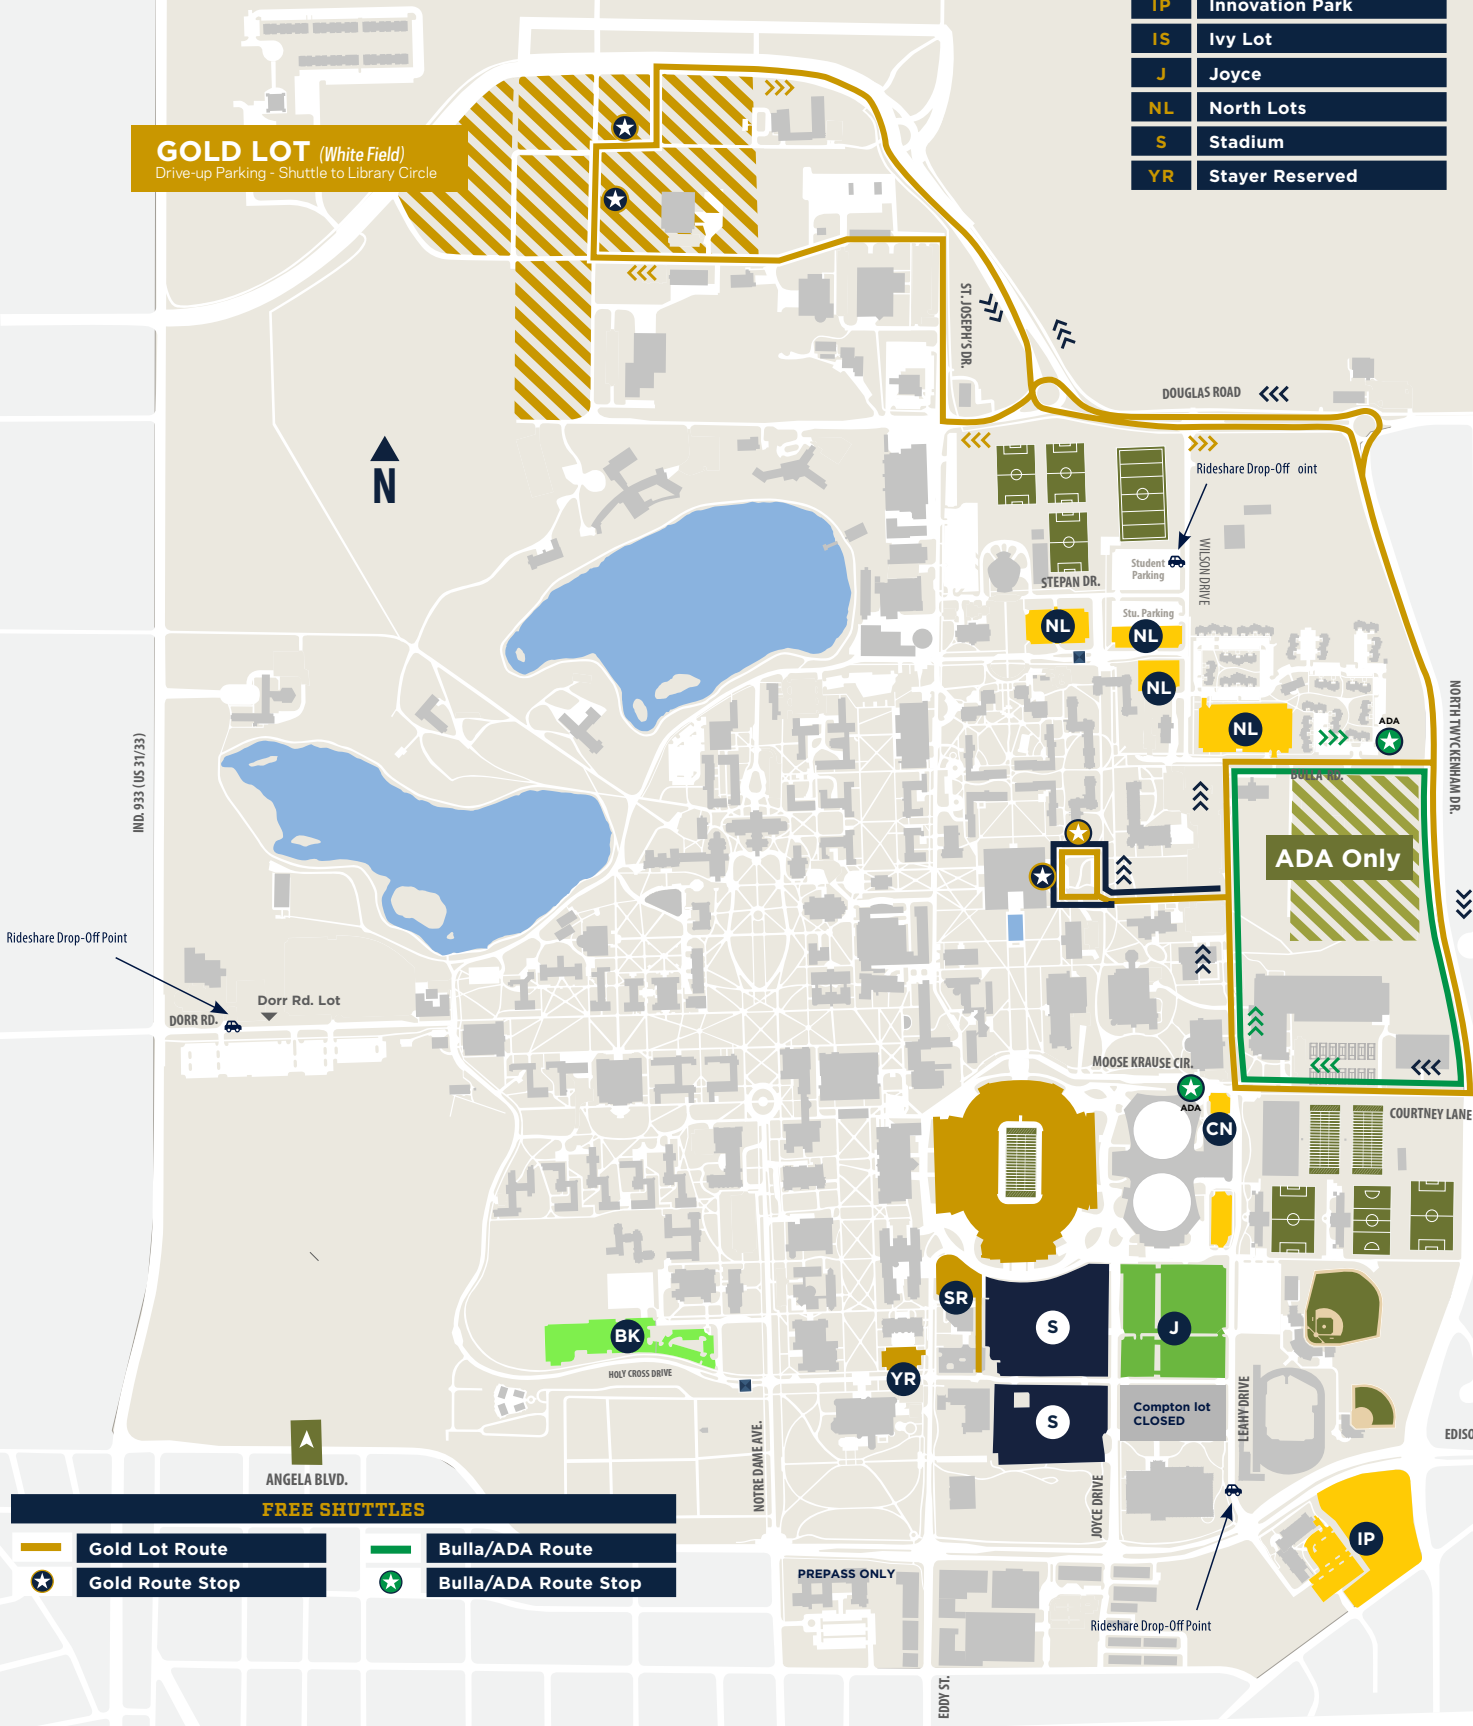 IP Innovation Park
IS Ivy Lot
J Joyce
NL North Lots
S Stadium
YR Stayer Reserved
GOLD LOT (White Field)
Drive-up Parking - Shuttle to Library Circle
ST. JOSEPH'S DR.
DOUGLAS ROAD
N
Rideshare Drop-Off oint
Student
Parking
WILSON DRIVE
STEPAN DR.
Stu. Parking
NL
NL
NL
NL
ADA
NORTH TWYCKENHAM DR.
IND. 933 (US 31/33)
BULLA RD.
ADA Only
Rideshare Drop-Off Point
Dorr Rd. Lot
DORR RD.
MOOSE KRAUSE CIR.
ADA
COURTNEY LANE
CN
SR
S
J
BK
HOLY CROSS DRIVE
YR
S
Compton lot
CLOSED
LEAHY DRIVE
EDISO
ANGELA BLVD.
NOTRE DAME AVE.
JOYCE DRIVE
IP
FREE SHUTTLES
Gold Lot Route
Bulla/ADA Route
Gold Route Stop
Bulla/ADA Route Stop
PREPASS ONLY
Rideshare Drop-Off Point
EDDY ST.